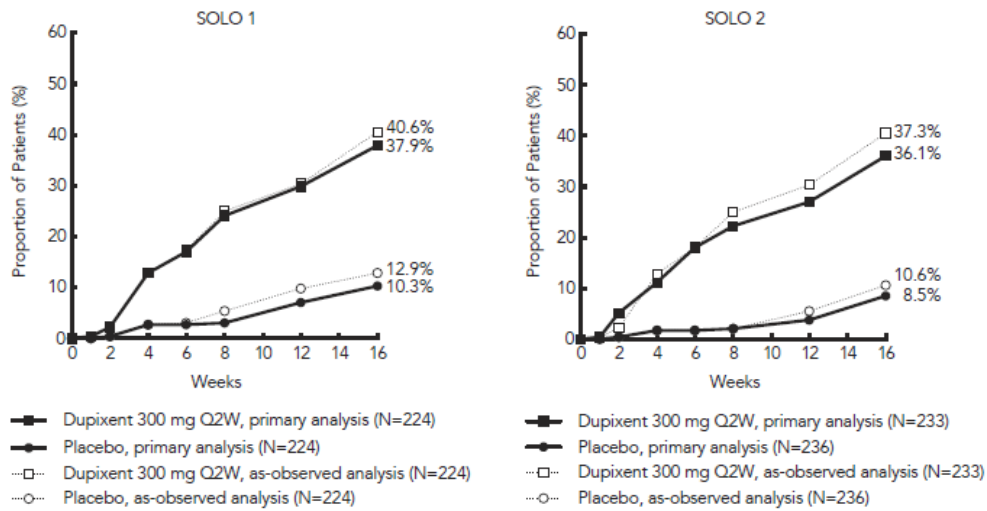 SOLO 1
60
50
40
30
20
10
0
Proportion of Patients (%)
40.6%
37.9%
12.9%
10.3%
0 2 4 6 8 10 12 14 16
Weeks
Dupixent 300 mg Q2W, primary analysis (N=224)
Placebo, primary analysis (N=224)
Dupixent 300 mg Q2W, as-observed analysis (N=224)
Placebo, as-observed analysis (N=224)
SOLO 2
60
50
40
30
20
10
0
Proportion of Patients (%)
37.3%
36.1%
10.6%
8.5%
0 2 4 6 8 10 12 14 16
Weeks
Dupixent 300 mg Q2W, primary analysis (N=233)
Placebo, primary analysis (N=236)
Dupixent 300 mg Q2W, as-observed analysis (N=233)
Placebo, as-observed analysis (N=236)